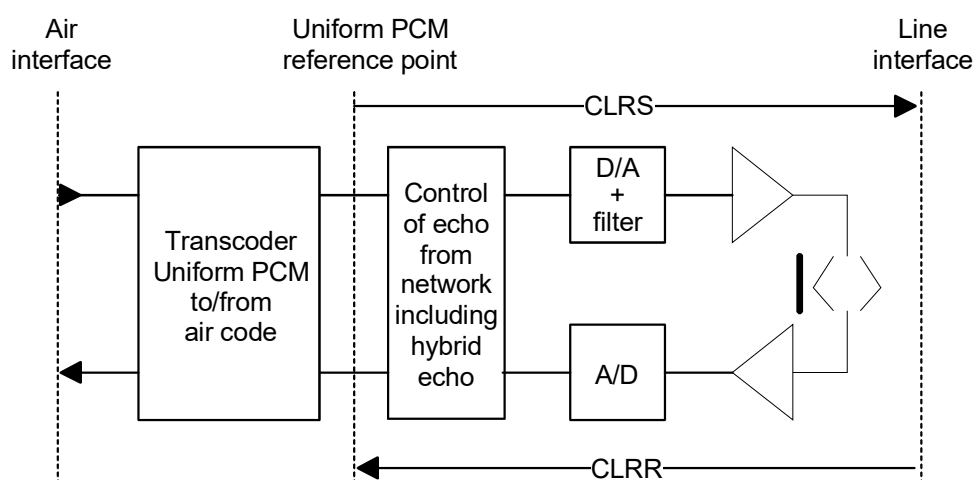 Air
interface
Uniform PCM
reference point
Line
interface
CLRS
Transcoder
Uniform PCM
to/from
air code
Control
of echo
from
network
including
hybrid
echo
D/A
+
filter
A/D
CLRR